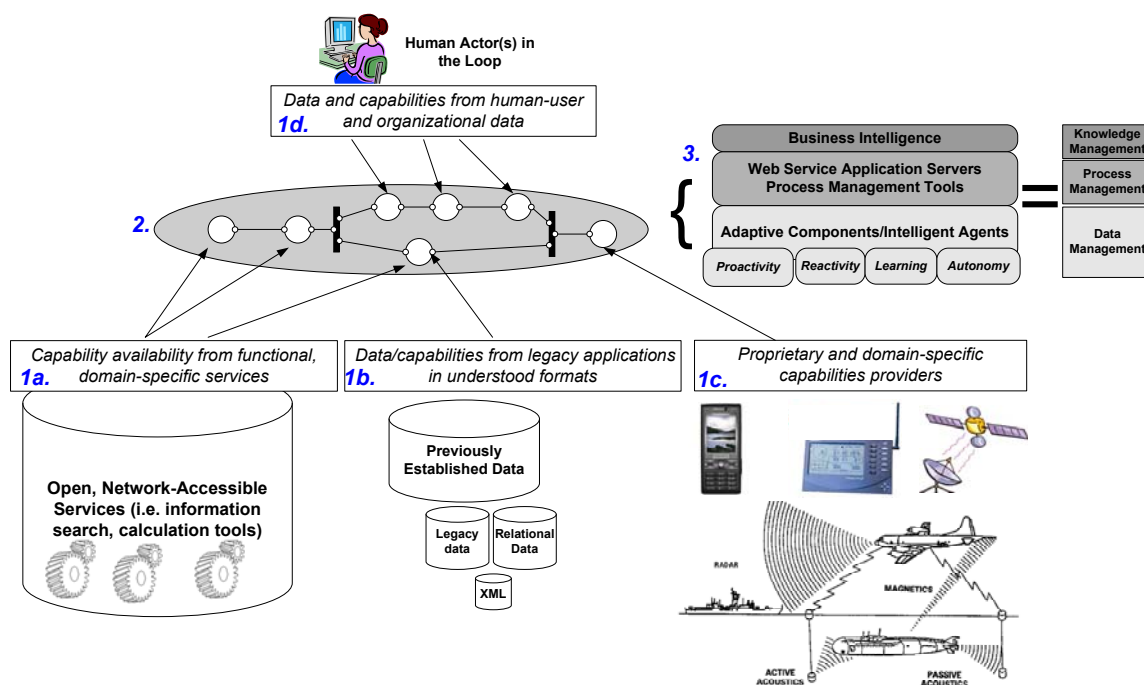 Human Actor(s) in
the Loop
Data and capabilities from human-user
1d. and organizational data
2.
3.
Business Intelligence
Web Service Application Servers
Process Management Tools
Adaptive Components/Intelligent Agents
Proactivity
Reactivity
Learning
Autonomy
{
=
Knowledge
Management
Process
Management
Data
Management
Capability availability from functional,
1a. domain-specific services
Data/capabilities from legacy applications
1b. in understood formats
Proprietary and domain-specific
1c. capabilities providers
Open, Network-Accessible
Services (i.e. information
search, calculation tools)
Previously
Established Data
Legacy
data
Relational
Data
XML
RADAR
MAGNETICS
ACTIVE
ACOUSTICS
PASSIVE
ACOUSTICS